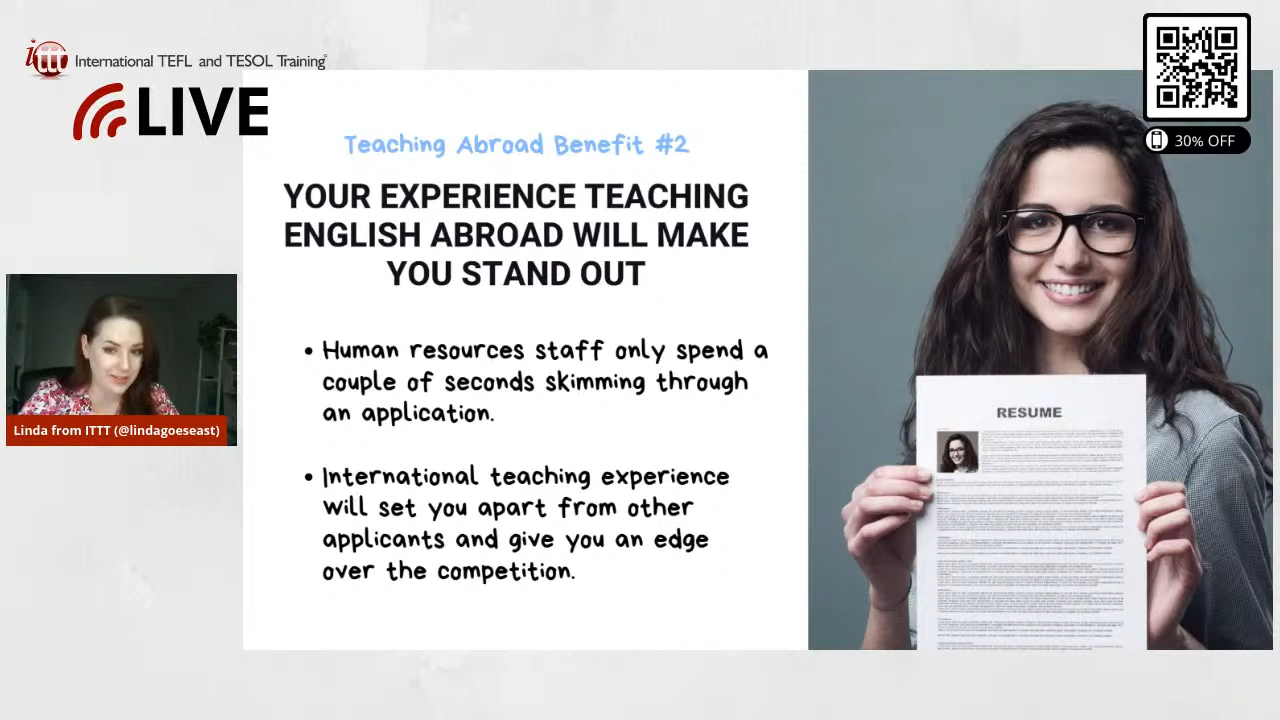 ittt International TEFL and TESOL Training
LIVE
30% OFF
Teaching Abroad Benefit #2
YOUR EXPERIENCE TEACHING
ENGLISH ABROAD WILL MAKE
YOU STAND OUT
• Human resources staff only spend a
couple of seconds skimming through
an application.
• International teaching experience
will set you apart from other
applicants and give you an edge
over the competition.
Linda from ITTT (@lindagoeseast)
RESUME